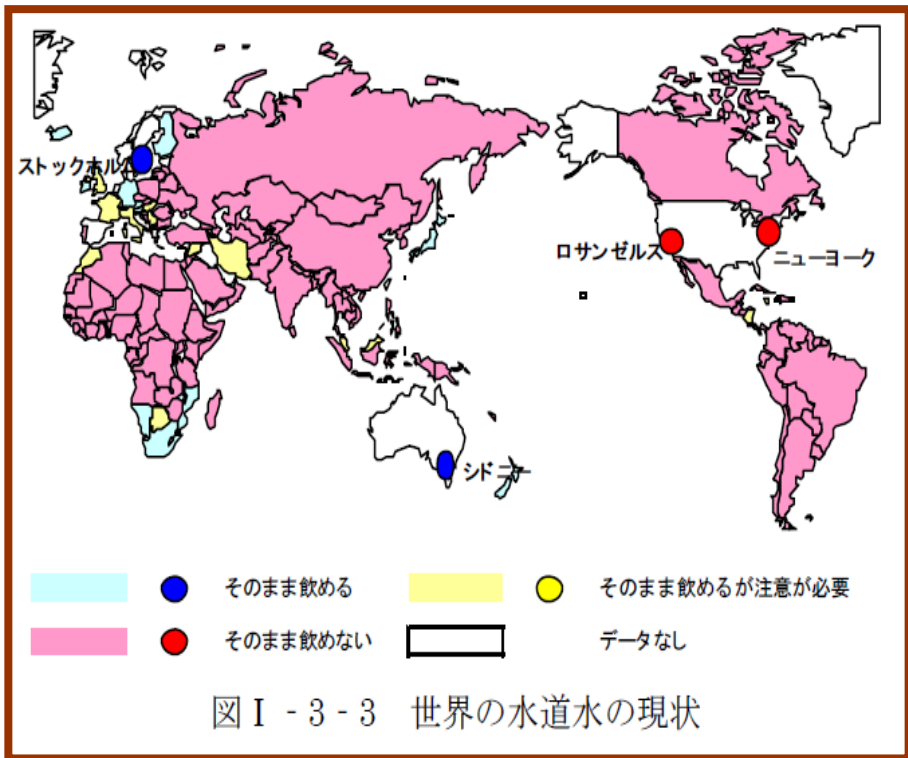 ストックホルム
ロサンゼルス
ニューヨーク
シドニー
そのまま飲める
そのまま飲めるが注意が必要
そのまま飲めない
データなし
図Ⅰ-3-3 世界の水道水の現状